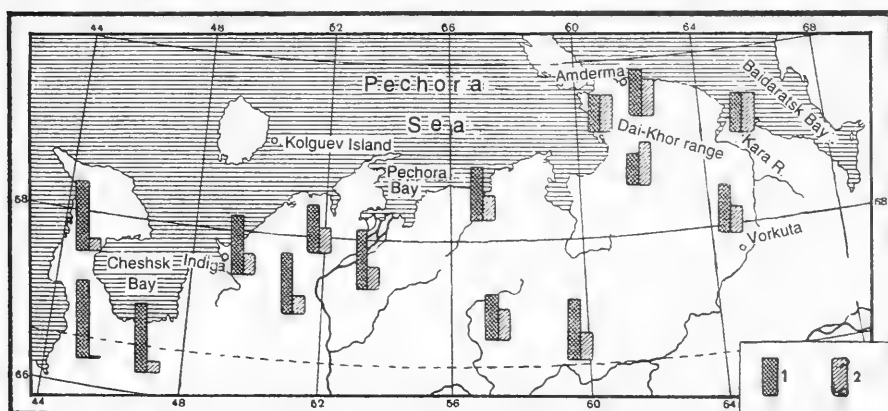 44 48 52 56 60 64 68
Pechora
Sea
Amderma
Baidaratsk Bay
Kolguev Island
Dai-Khor range
Kara R.
Pechora
Bay
68 68
Cheshsk
Bay
Indiga
Vorkuta
66
1 2
44 48 52 56 60 64